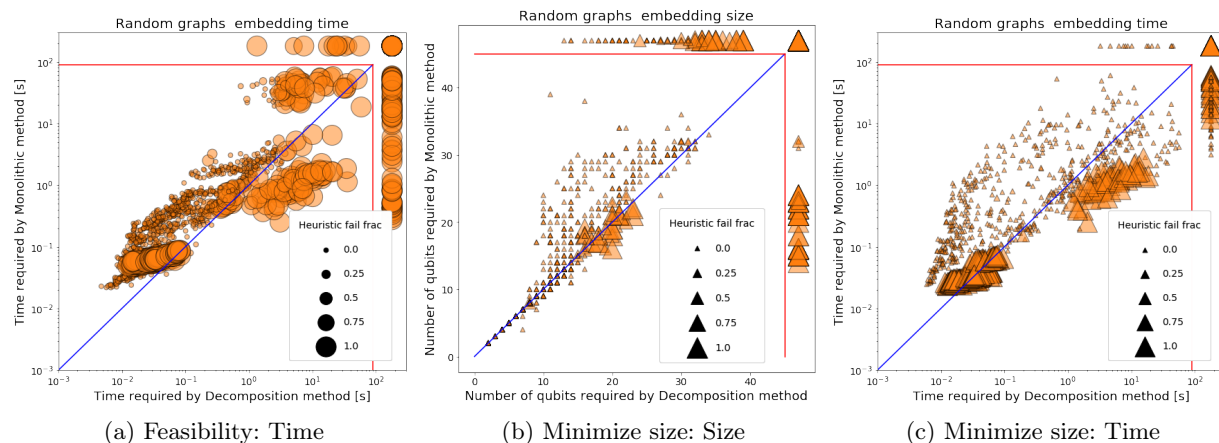 Random graphs embedding time
Time required by Monolithic method [s]
10^2
10^1
10^0
10^-1
10^-2
10^-3
Heuristic fail frac
0.0
0.25
0.5
0.75
1.0
10^-3 10^-2 10^-1 10^0 10^1 10^2
Time required by Decomposition method [s]
(a) Feasibility: Time
Random graphs embedding size
Number of qubits required by Monolithic method
40
30
20
10
0
Heuristic fail frac
0.0
0.25
0.5
0.75
1.0
0 10 20 30 40
Number of qubits required by Decomposition method
(b) Minimize size: Size
Random graphs embedding time
Time required by Monolithic method [s]
10^2
10^1
10^0
10^-1
10^-2
10^-3
Heuristic fail frac
0.0
0.25
0.5
0.75
1.0
10^-3 10^-2 10^-1 10^0 10^1 10^2
Time required by Decomposition method [s]
(c) Minimize size: Time